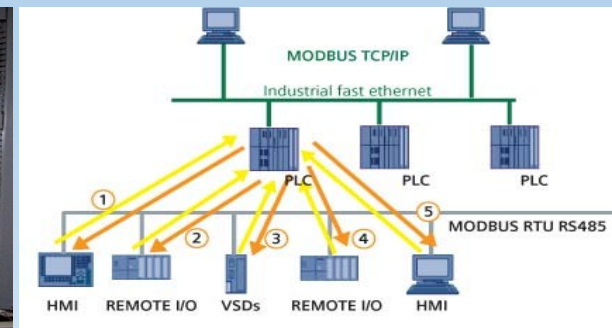 MODBUS TCP/IP
Industrial fast ethernet
PLC PLC PLC
1
2 3 4 5
MODBUS RTU RS485
HMI REMOTE I/O VSDs REMOTE I/O HMI